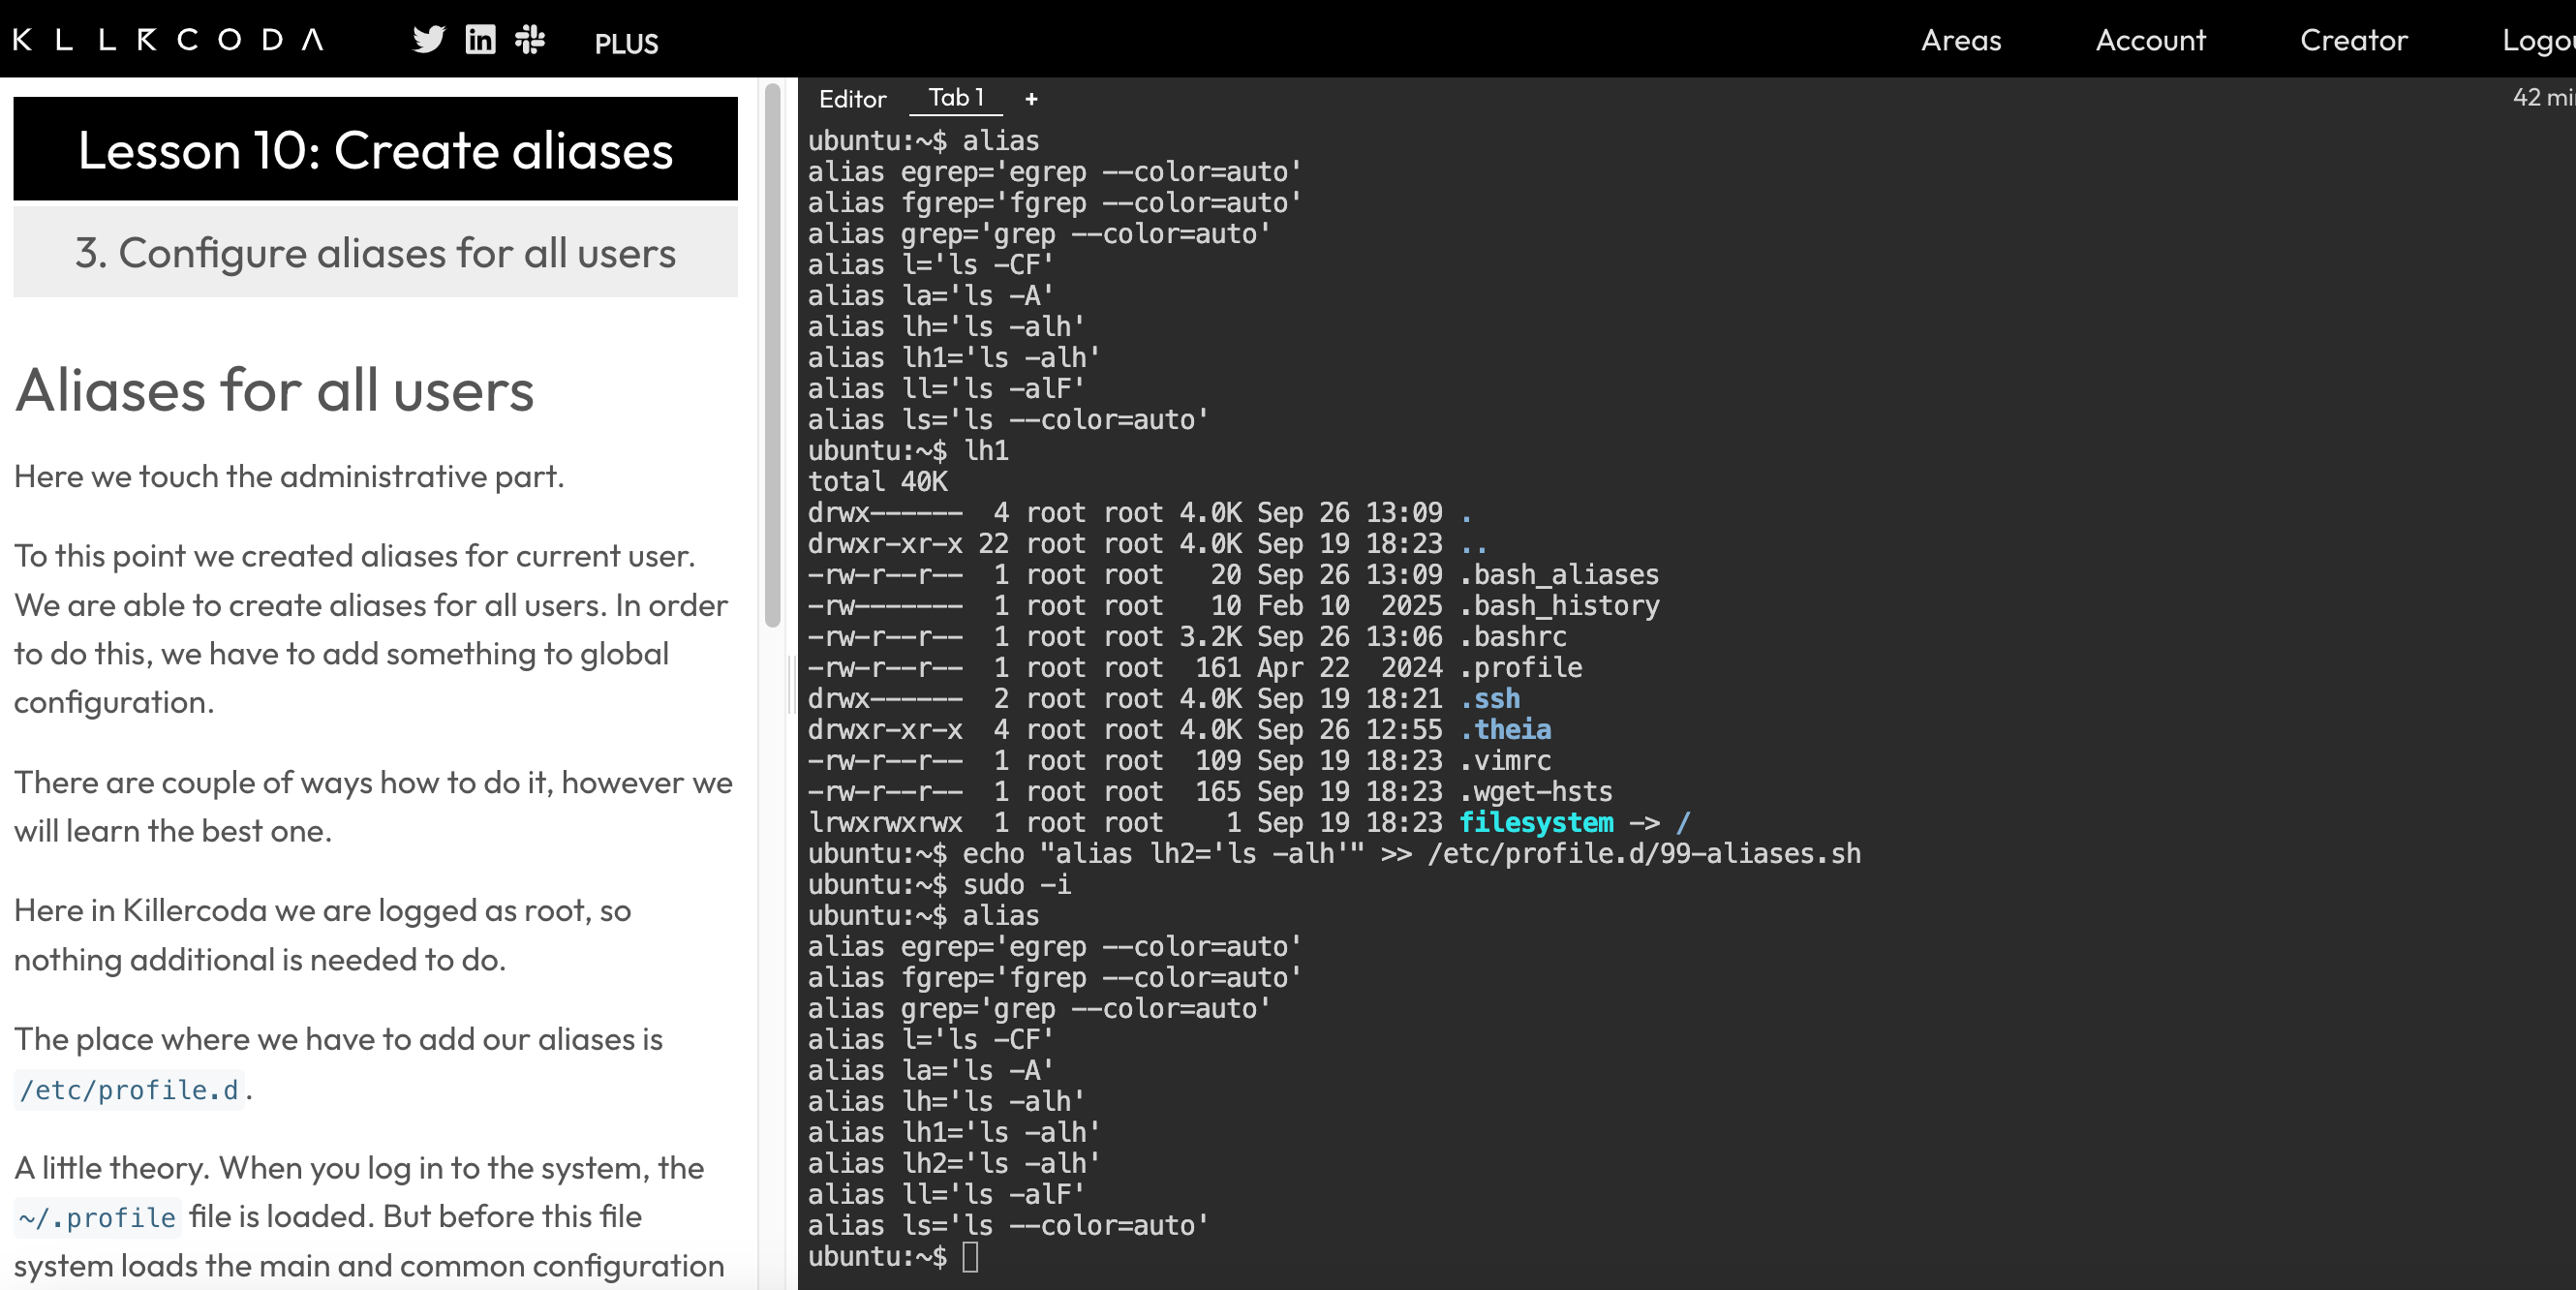 KLLRCODA PLUS Areas Account Creator Logou
Lesson 10: Create aliases
3. Configure aliases for all users
Aliases for all users
Here we touch the administrative part.
To this point we created aliases for current user.
We are able to create aliases for all users. In order
to do this, we have to add something to global
configuration.
There are couple of ways how to do it, however we
will learn the best one.
Here in Killercoda we are logged as root, so
nothing additional is needed to do.
The place where we have to add our aliases is
/etc/profile.d.
A little theory. When you log in to the system, the
~/.profile file is loaded. But before this file
system loads the main and common configuration
Editor Tab 1 + 42 mi
ubuntu:~$ alias
alias egrep='egrep --color=auto'
alias fgrep='fgrep --color=auto'
alias grep='grep --color=auto'
alias l='ls -CF'
alias la='ls -A'
alias lh='ls -alh'
alias lh1='ls -alh'
alias ll='ls -alF'
alias ls='ls --color=auto'
ubuntu:~$ lh1
total 40K
drwx------  4 root root 4.0K Sep 26 13:09 .
drwxr-xr-x 22 root root 4.0K Sep 19 18:23 ..
-rw-r--r--  1 root root   20 Sep 26 13:09 .bash_aliases
-rw-------  1 root root   10 Feb 10  2025 .bash_history
-rw-r--r--  1 root root 3.2K Sep 26 13:06 .bashrc
-rw-r--r--  1 root root  161 Apr 22  2024 .profile
drwx------  2 root root 4.0K Sep 19 18:21 .ssh
drwxr-xr-x  4 root root 4.0K Sep 26 12:55 .theia
-rw-r--r--  1 root root  109 Sep 19 18:23 .vimrc
-rw-r--r--  1 root root  165 Sep 19 18:23 .wget-hsts
lrwxrwxrwx  1 root root    1 Sep 19 18:23 filesystem -> /
ubuntu:~$ echo "alias lh2='ls -alh'" >> /etc/profile.d/99-aliases.sh
ubuntu:~$ sudo -i
ubuntu:~$ alias
alias egrep='egrep --color=auto'
alias fgrep='fgrep --color=auto'
alias grep='grep --color=auto'
alias l='ls -CF'
alias la='ls -A'
alias lh='ls -alh'
alias lh1='ls -alh'
alias lh2='ls -alh'
alias ll='ls -alF'
alias ls='ls --color=auto'
ubuntu:~$